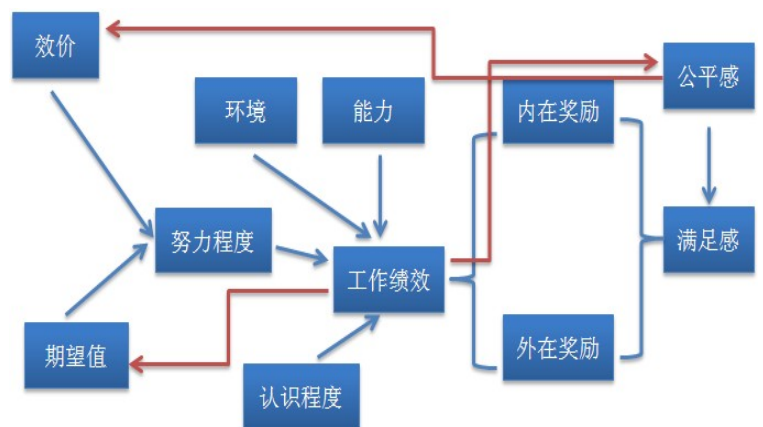 效价
公平感
环境
能力
内在奖励
努力程度
满足感
工作绩效
期望值
外在奖励
认识程度